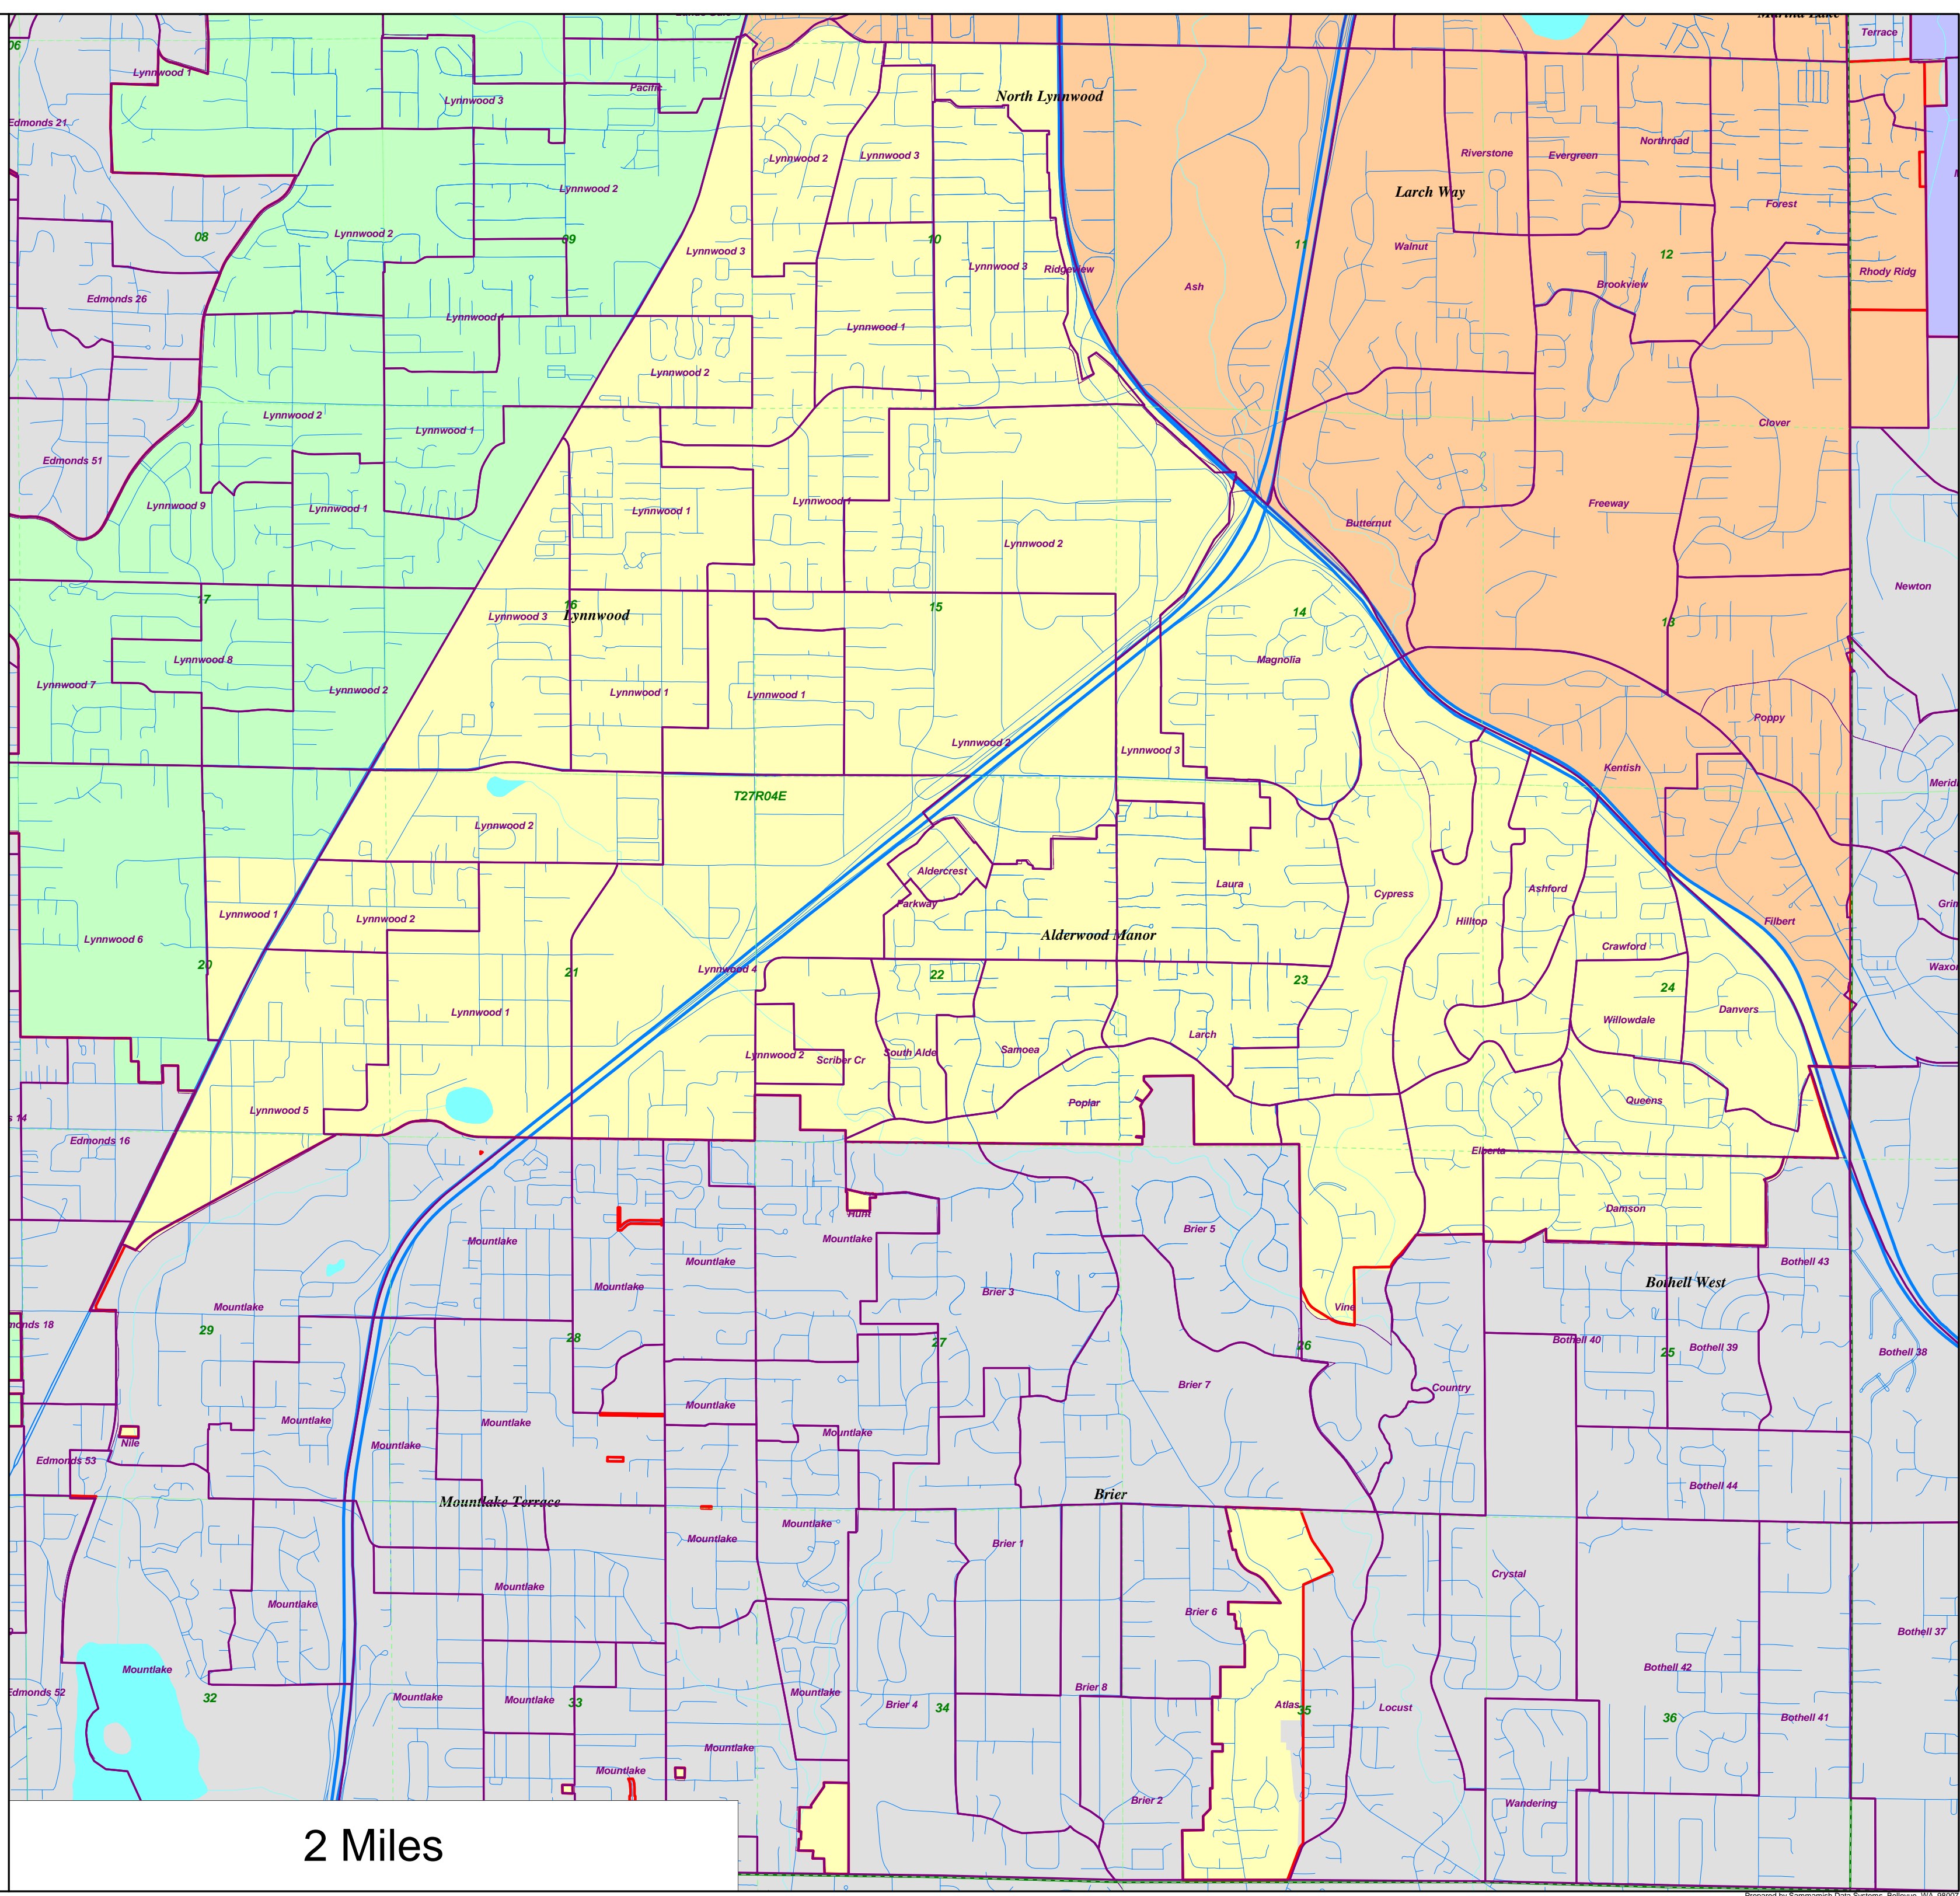 Terrace
06
Lynnwood 1
Pacific
Lynnwood 3
North Lynnwood
Edmonds 21
Northroad
Riverstone
Evergreen
Lynnwood 2
Lynnwood 3
Lynnwood 2
Larch Way
Forest
08
Lynnwood 2
09
10
11
Walnut
12
Lynnwood 3
Lynnwood 3
Ridgeview
Rhody Ridg
Ash
Brookview
Edmonds 26
Lynnwood 1
Lynnwood 1
Lynnwood 2
Lynnwood 2
Lynnwood 1
Clover
Edmonds 51
Lynnwood 9
Lynnwood 1
Lynnwood 1
Lynnwood 1
Freeway
Butternut
Lynnwood 2
Newton
17
16
15
14
13
Lynnwood 3
Lynnwood
Lynnwood 8
Magnolia
Lynnwood 7
Lynnwood 2
Lynnwood 1
Lynnwood 1
Poppy
Lynnwood 2
Lynnwood 3
Kentish
T27R04E
Lynnwood 2
Aldercrest
Laura
Cypress
Ashford
Parkway
Lynnwood 1
Lynnwood 2
Hilltop
Filbert
Lynnwood 6
Alderwood Manor
Crawford
20
21
Lynnwood 4
22
23
24
Lynnwood 1
Danvers
Willowdale
Larch
Lynnwood 2
Scriber Cr
South Alde
Samoea
Lynnwood 5
Poplar
Queens
Edmonds 16
Elberta
Damson
Hunt
Mountlake
Mountlake
Brier 5
Mountlake
Mountlake
Bothell 43
Bothell West
Brier 3
Mountlake
Vine
29
28
27
26
25
Bothell 40
Bothell 39
Bothell 38
Brier 7
Country
Mountlake
Mountlake
Mountlake
Mountlake
Mountlake
Nile
Edmonds 53
Bothell 44
Mountlake Terrace
Brier
Mountlake
Mountlake
Brier 1
Crystal
Mountlake
Mountlake
Brier 6
Bothell 37
Mountlake
Bothell 42
Edmonds 52
32
Mountlake
Mountlake
33
Mountlake
Brier 4
34
Brier 8
Atlas
35
Locust
36
Bothell 41
Mountlake
Mountlake
Brier 2
Wandering
2 Miles